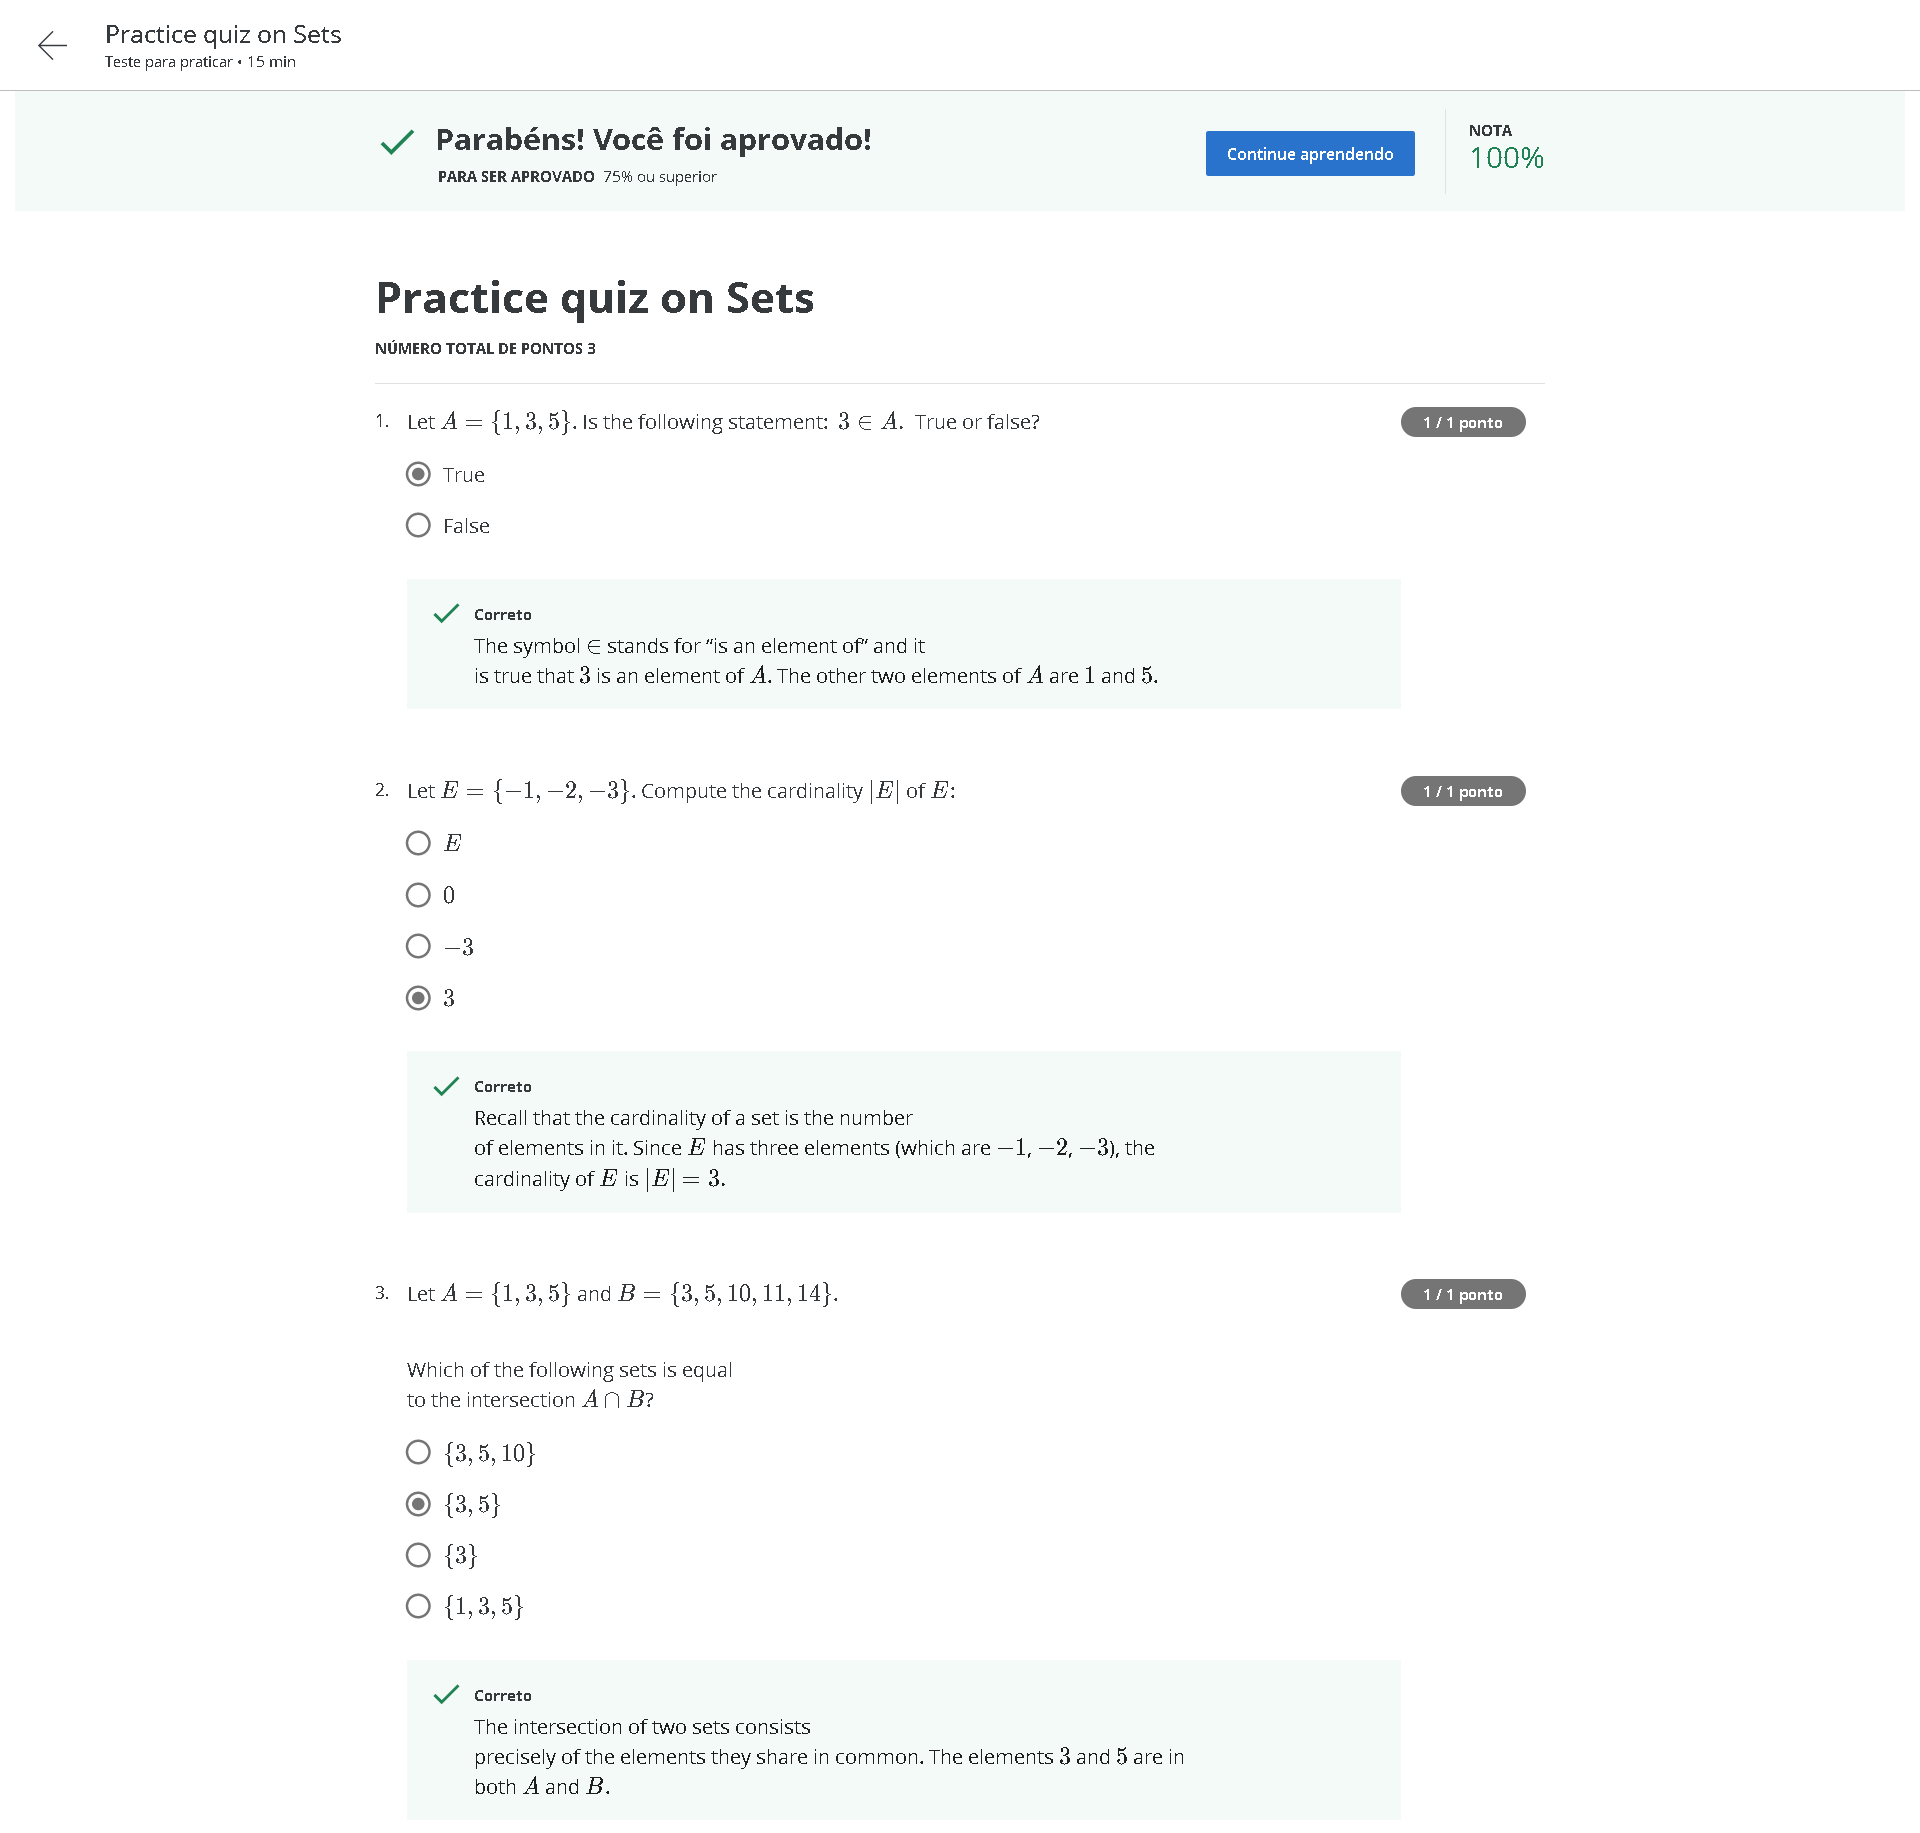 Practice quiz on Sets
Teste para praticar • 15 min
Parabéns! Você foi aprovado!
PARA SER APROVADO 75% ou superior
Continue aprendendo
NOTA
100%
Practice quiz on Sets
NÚMERO TOTAL DE PONTOS 3
1. Let A = {1, 3, 5}. Is the following statement: 3 ∈ A. True or false?
1 / 1 ponto
True
False
Correto
The symbol ∈ stands for “is an element of” and it
is true that 3 is an element of A. The other two elements of A are 1 and 5.
2. Let E = {−1, −2, −3}. Compute the cardinality |E| of E:
1 / 1 ponto
E
0
−3
3
Correto
Recall that the cardinality of a set is the number
of elements in it. Since E has three elements (which are −1, −2, −3), the
cardinality of E is |E| = 3.
3. Let A = {1, 3, 5} and B = {3, 5, 10, 11, 14}.
1 / 1 ponto
Which of the following sets is equal
to the intersection A ∩ B?
{3, 5, 10}
{3, 5}
{3}
{1, 3, 5}
Correto
The intersection of two sets consists
precisely of the elements they share in common. The elements 3 and 5 are in
both A and B.